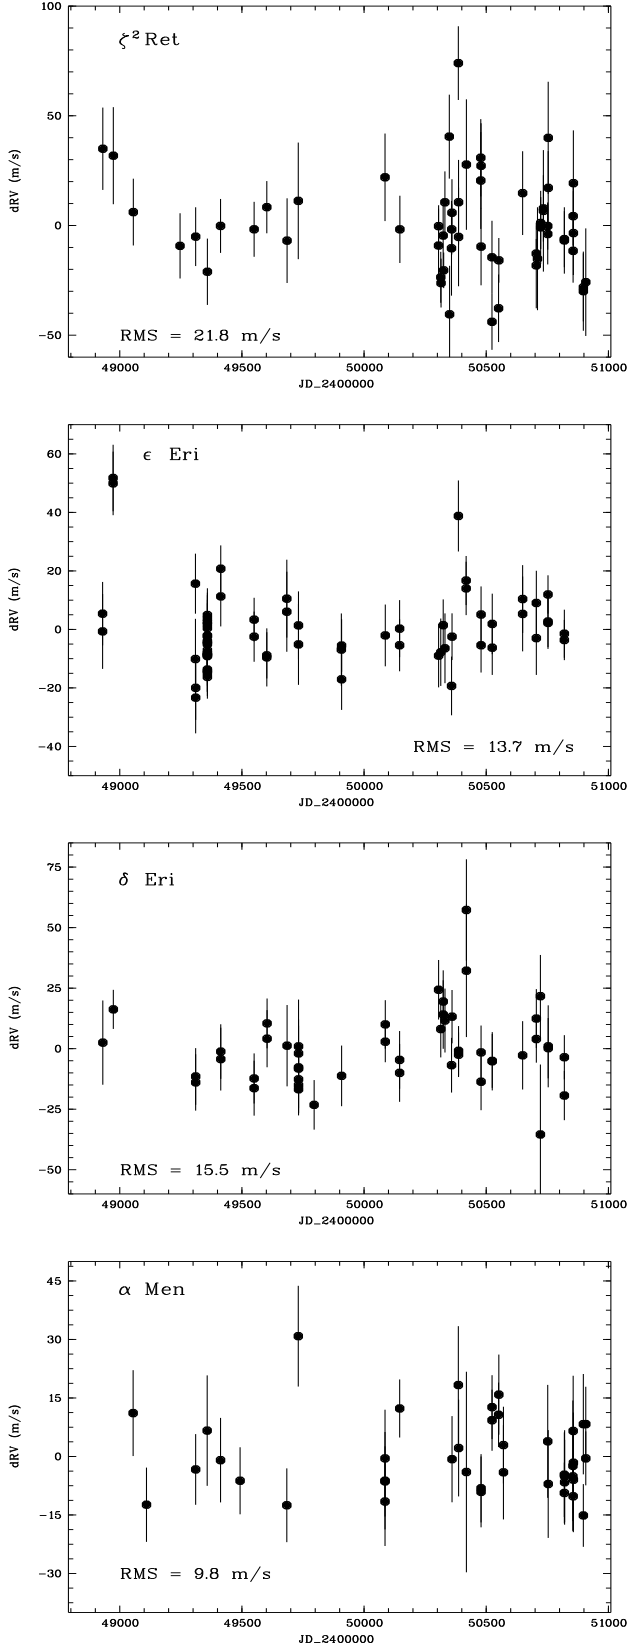 100
ζ² Ret
50
dRV (m/s)
0
−50
RMS = 21.8 m/s
49000 49500 50000 50500 51000
JD_2400000
60
ϵ Eri
40
20
dRV (m/s)
0
−20
−40
RMS = 13.7 m/s
49000 49500 50000 50500 51000
JD_2400000
75
δ Eri
50
25
dRV (m/s)
0
−25
−50
RMS = 15.5 m/s
49000 49500 50000 50500 51000
JD_2400000
45
α Men
30
15
dRV (m/s)
0
−15
−30
RMS = 9.8 m/s
49000 49500 50000 50500 51000
JD_2400000